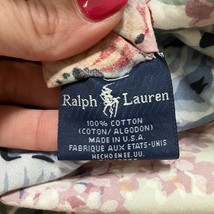 Ralph Lauren
100% COTTON
(COTON/ ALGODON)
MADE IN U.S.A.
FABRIQUE AUX ETATS-UNIS
HECHO EN EE. UU.